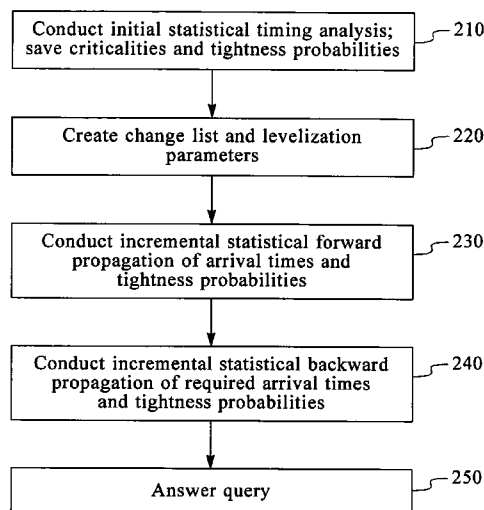 Conduct initial statistical timing analysis;
save criticalities and tightness probabilities
210
Create change list and levelization
parameters
220
Conduct incremental statistical forward
propagation of arrival times and
tightness probabilities
230
Conduct incremental statistical backward
propagation of required arrival times
and tightness probabilities
240
Answer query
250